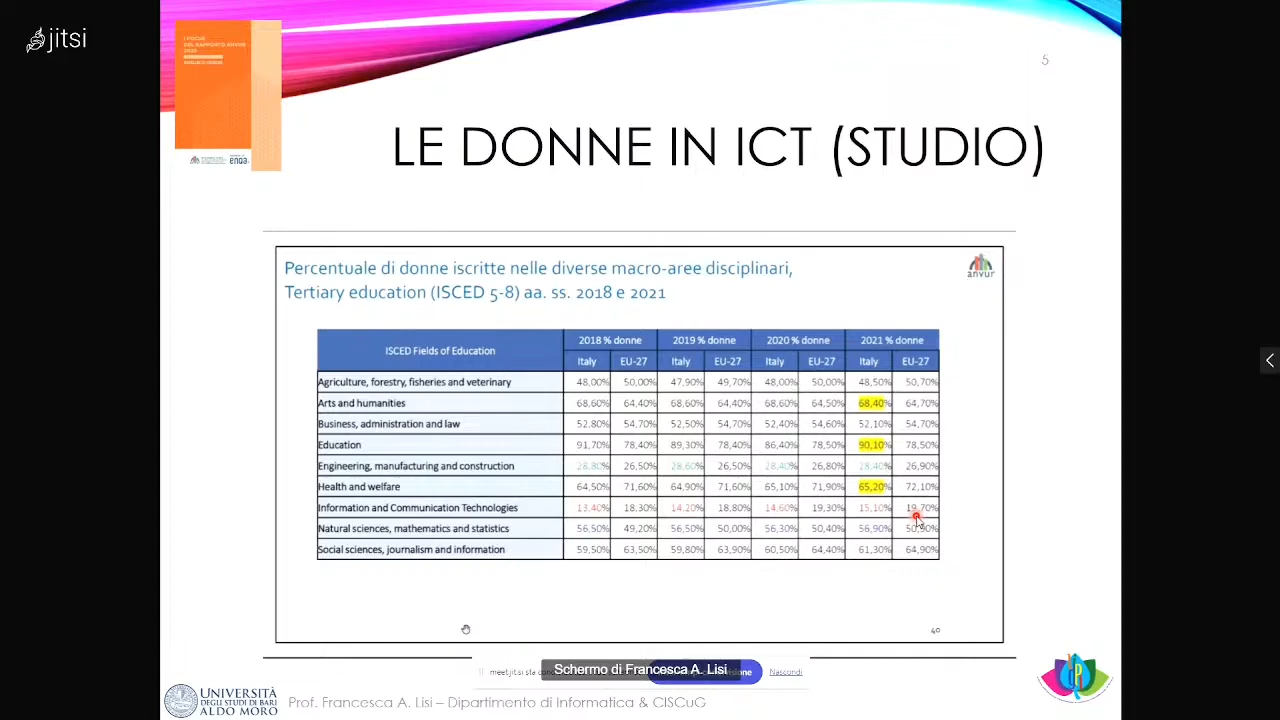 jitsi
I FOCUS
DEL RAPPORTO ANVUR
2023
5
LE DONNE IN ICT (STUDIO)
Percentuale di donne iscritte nelle diverse macro-aree disciplinari,
Tertiary education (ISCED 5-8) aa. ss. 2018 e 2021
anvur
ISCED Fields of Education 2018 % donne 2019 % donne 2020 % donne 2021 % donne
Italy EU-27 Italy EU-27 Italy EU-27 Italy EU-27
Agriculture, forestry, fisheries and veterinary 48,00% 50,00% 47,90% 49,70% 48,00% 50,00% 48,50% 50,70%
Arts and humanities 68,60% 64,40% 68,60% 64,40% 68,60% 64,50% 68,40% 64,70%
Business, administration and law 52,80% 54,70% 52,50% 54,70% 52,40% 54,60% 52,10% 54,70%
Education 91,70% 78,40% 89,30% 78,40% 86,40% 78,50% 90,10% 78,50%
Engineering, manufacturing and construction 28,80% 26,50% 28,60% 26,50% 28,40% 26,80% 28,40% 26,90%
Health and welfare 64,50% 71,60% 64,90% 71,60% 65,10% 71,90% 65,20% 72,10%
Information and Communication Technologies 13,40% 18,30% 14,20% 18,80% 14,60% 19,30% 15,10% 19,70%
Natural sciences, mathematics and statistics 56,50% 49,20% 56,50% 50,00% 56,30% 50,40% 56,90%
Social sciences, journalism and information 59,50% 63,50% 59,80% 63,90% 60,50% 64,40% 61,30% 64,90%
40
meet.jit.si sta
Schermo di Francesca A. Lisi
Nascondi
UNIVERSITÀ
DEGLI STUDI DI BARI
ALDO MORO
Prof. Francesca A. Lisi – Dipartimento di Informatica & CISCuG